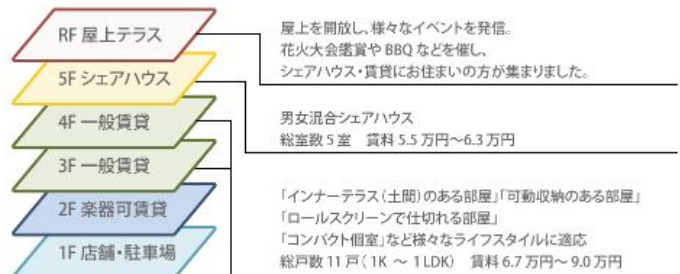 RF 屋上テラス
屋上を開放し、様々なイベントを発信。
花火大会鑑賞や BBQ などを催し、
シェアハウス・賃貸にお住まいの方が集まりました。
5F シェアハウス
男女混合シェアハウス
総室数 5 室　賃料 5.5 万円〜6.3 万円
4F 一般賃貸
3F 一般賃貸
2F 楽器可賃貸
1F 店舗・駐車場
「インナーテラス（土間）のある部屋」「可動収納のある部屋」
「ロールスクリーンで仕切れる部屋」
「コンパクト個室」など様々なライフスタイルに適応
総戸数 11 戸（ 1K 〜 1LDK）　賃料 6.7 万円〜 9.0 万円